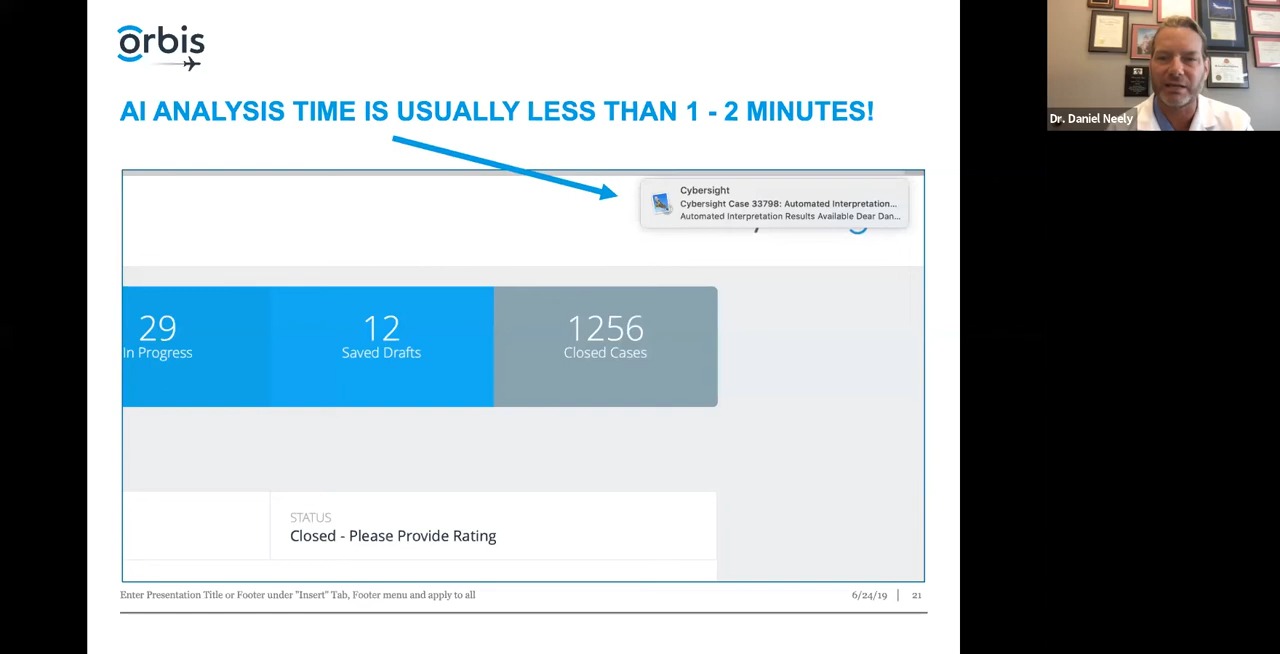 orbis
AI ANALYSIS TIME IS USUALLY LESS THAN 1 - 2 MINUTES!
Dr. Daniel Neely
Cybersight
Cybersight Case 33798: Automated Interpretation...
Automated Interpretation Results Available Dear Dan...
29
In Progress
12
Saved Drafts
1256
Closed Cases
STATUS
Closed - Please Provide Rating
Enter Presentation Title or Footer under "Insert" Tab, Footer menu and apply to all
6/24/19 | 21